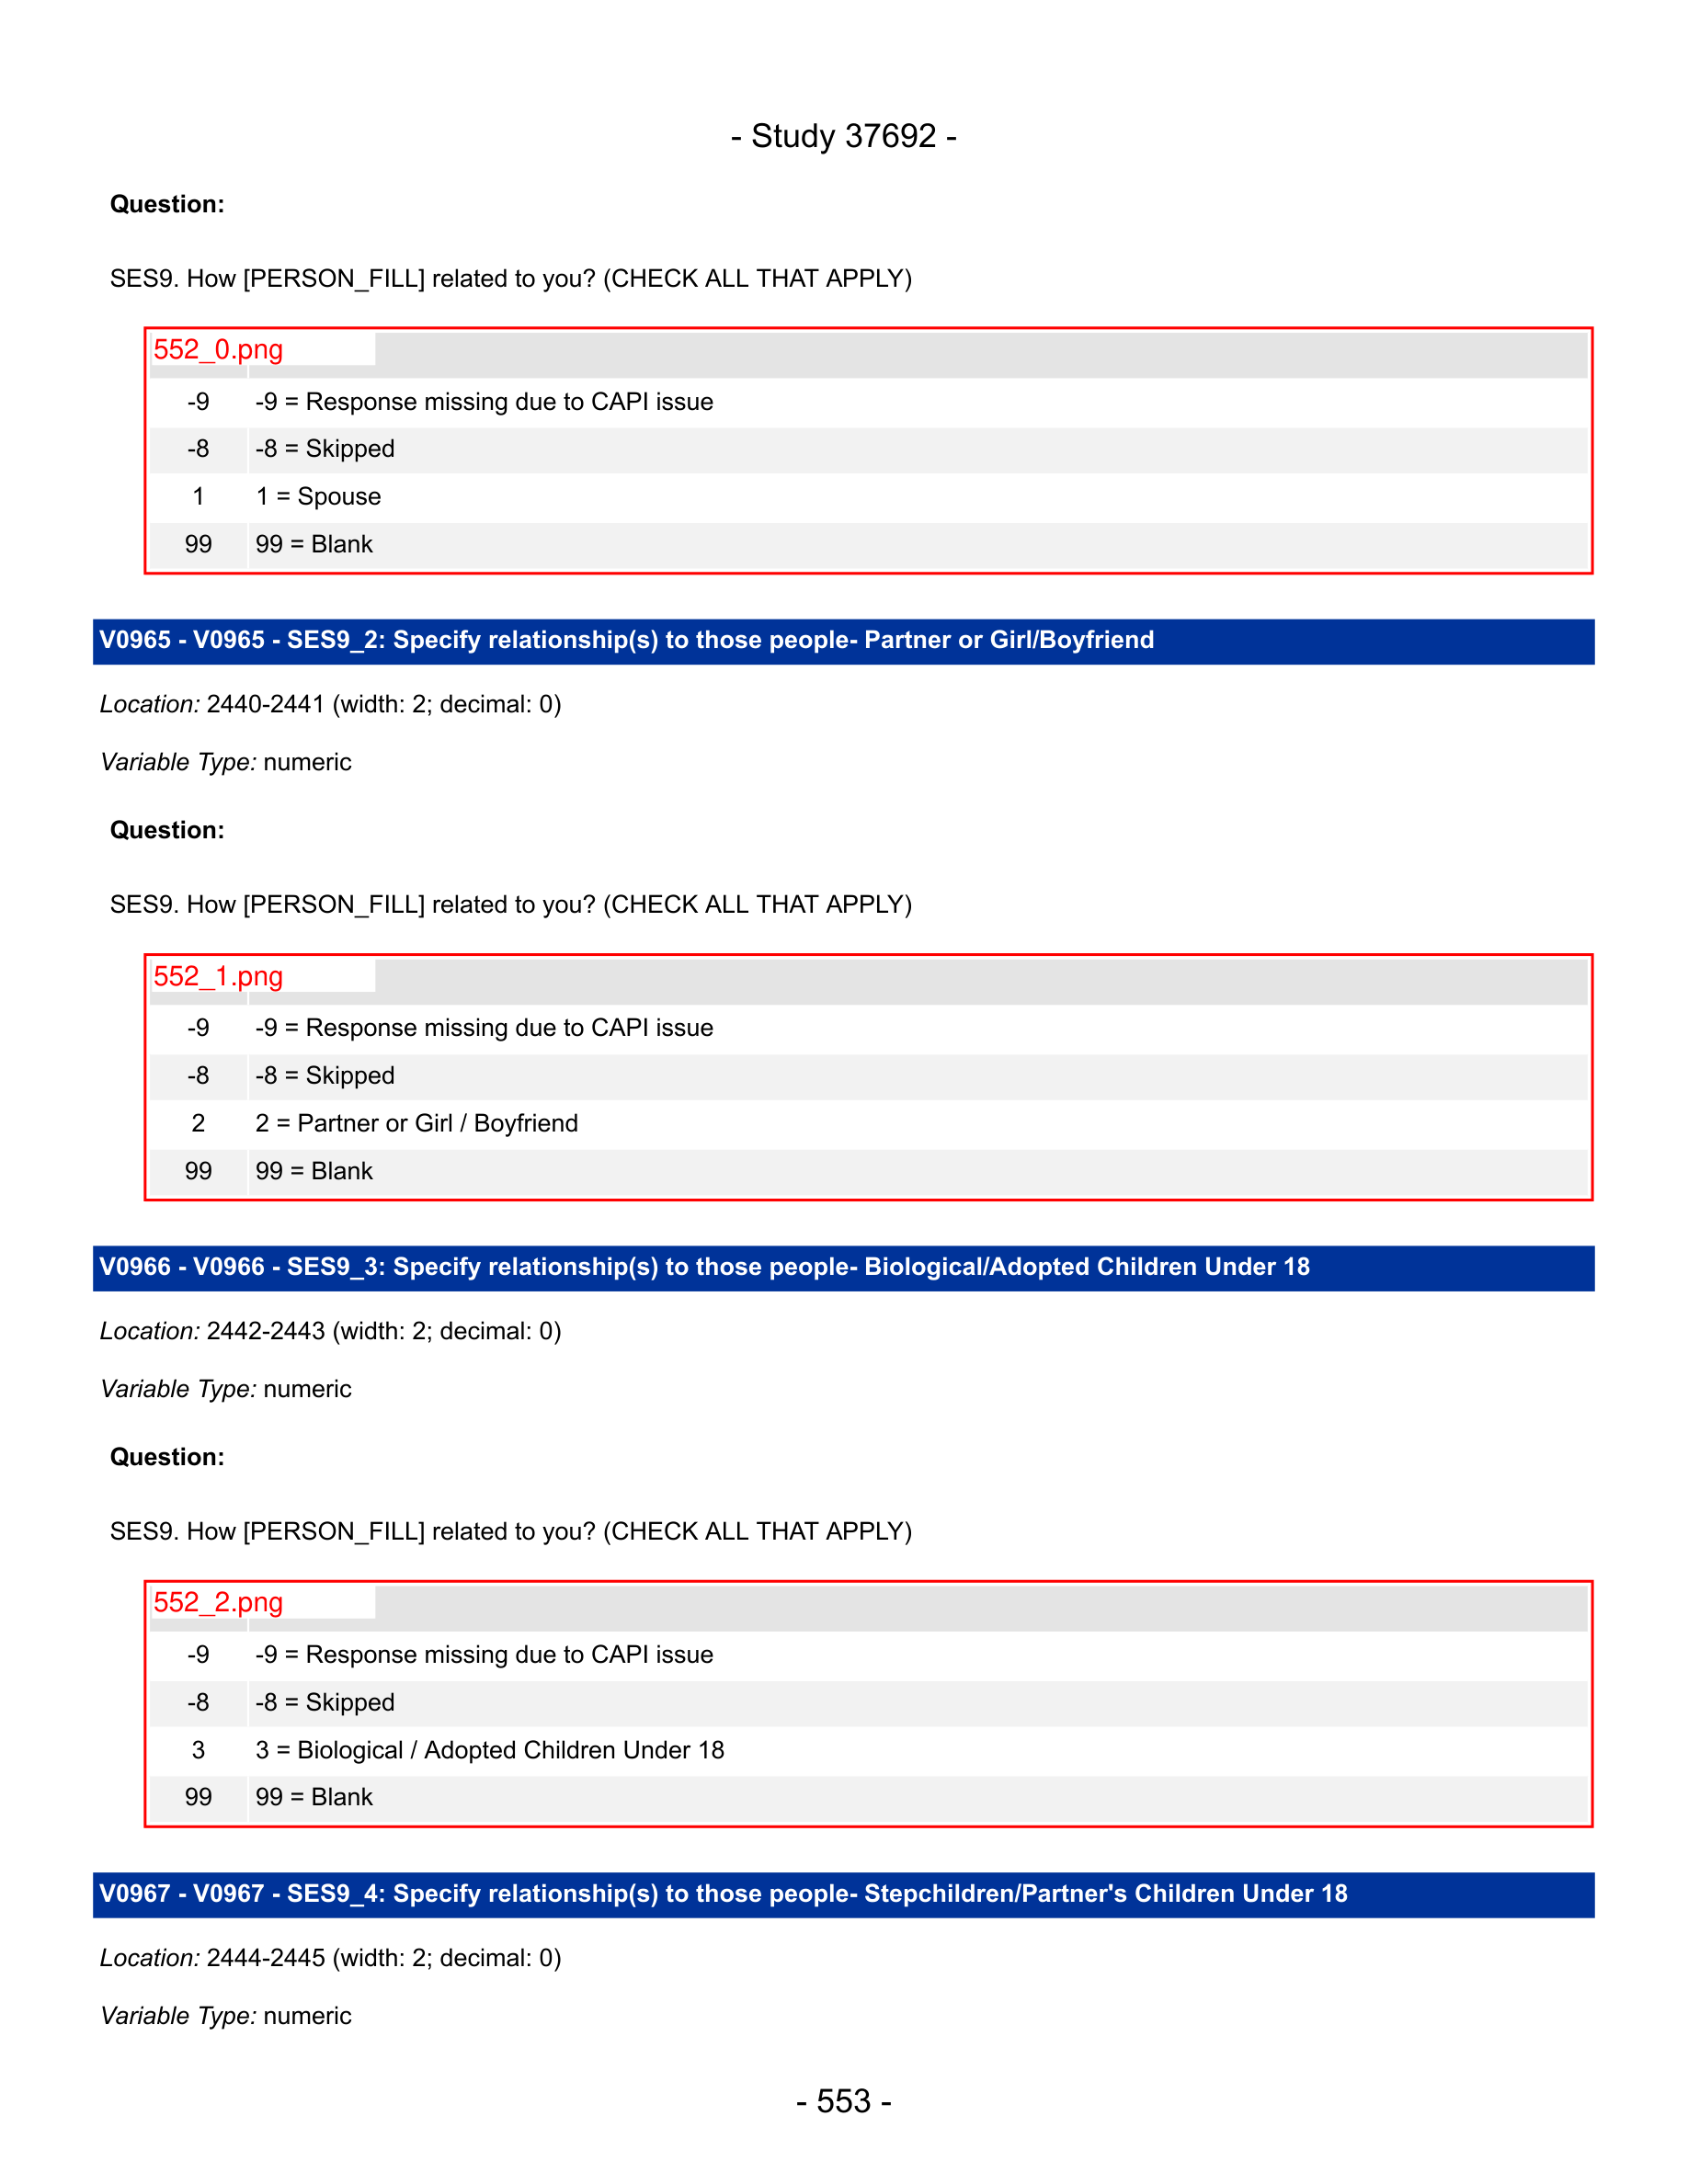 - Study 37692 -
Question:
SES9. How [PERSON_FILL] related to you? (CHECK ALL THAT APPLY)
552_0.png
-9 -9 = Response missing due to CAPI issue
-8 -8 = Skipped
1 1 = Spouse
99 99 = Blank
V0965 - V0965 - SES9_2: Specify relationship(s) to those people- Partner or Girl/Boyfriend
Location: 2440-2441 (width: 2; decimal: 0)
Variable Type: numeric
Question:
SES9. How [PERSON_FILL] related to you? (CHECK ALL THAT APPLY)
552_1.png
-9 -9 = Response missing due to CAPI issue
-8 -8 = Skipped
2 2 = Partner or Girl / Boyfriend
99 99 = Blank
V0966 - V0966 - SES9_3: Specify relationship(s) to those people- Biological/Adopted Children Under 18
Location: 2442-2443 (width: 2; decimal: 0)
Variable Type: numeric
Question:
SES9. How [PERSON_FILL] related to you? (CHECK ALL THAT APPLY)
552_2.png
-9 -9 = Response missing due to CAPI issue
-8 -8 = Skipped
3 3 = Biological / Adopted Children Under 18
99 99 = Blank
V0967 - V0967 - SES9_4: Specify relationship(s) to those people- Stepchildren/Partner's Children Under 18
Location: 2444-2445 (width: 2; decimal: 0)
Variable Type: numeric
- 553 -